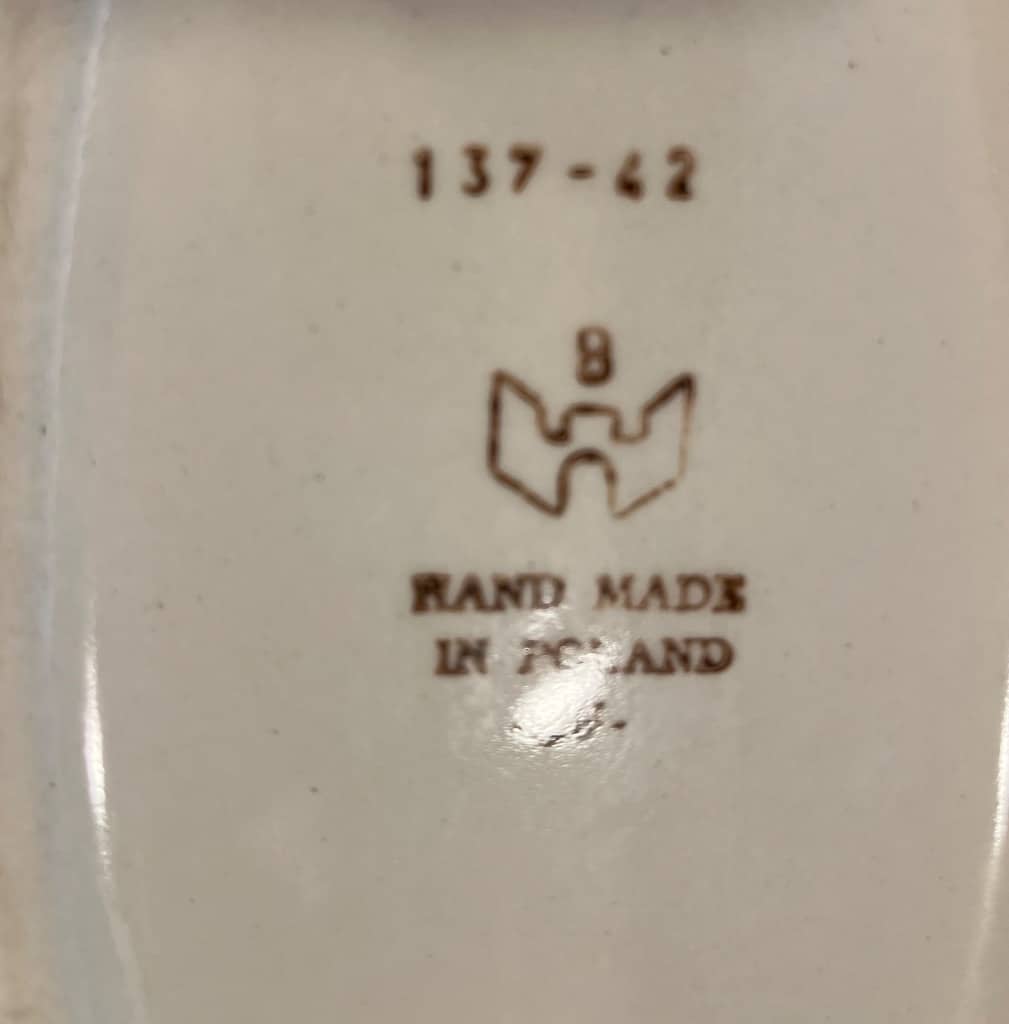 137-42
8
HAND MADE
IN POLAND